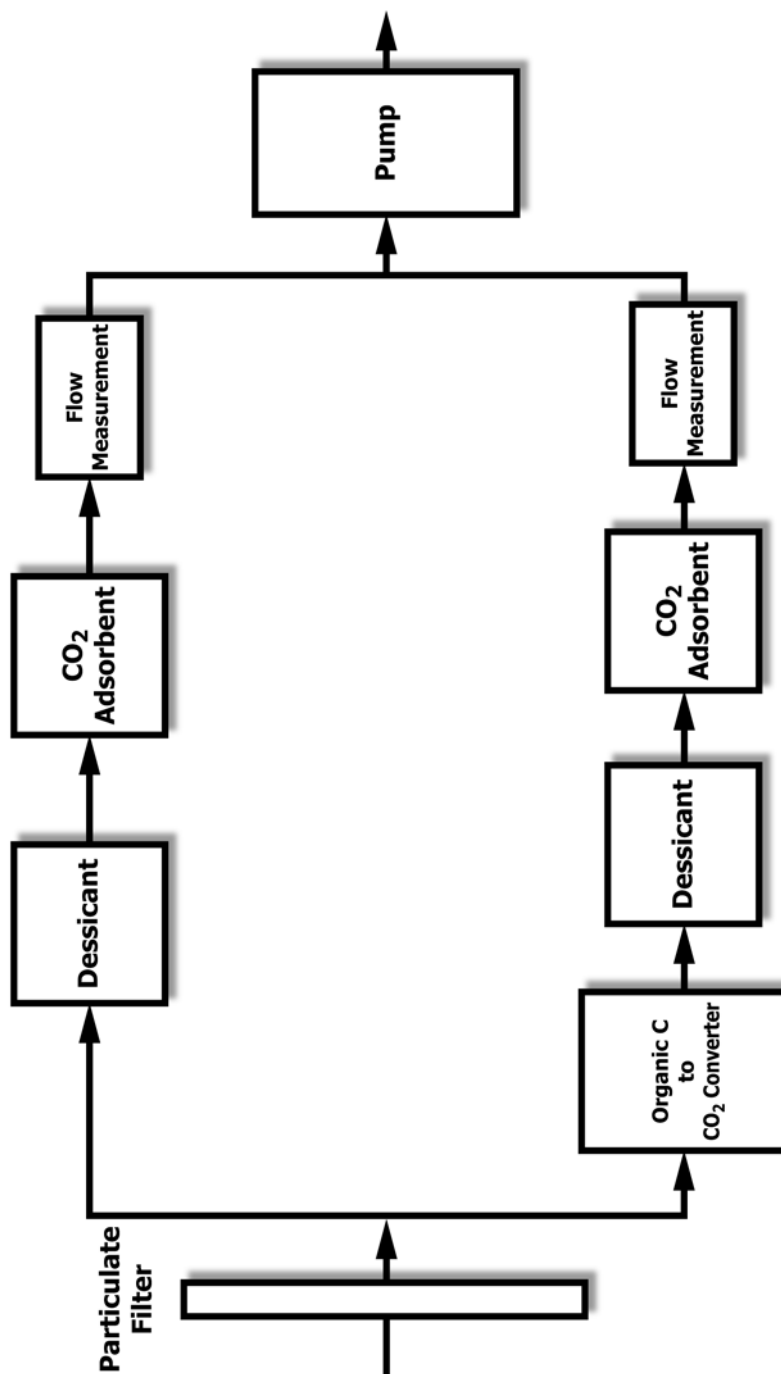 Particulate
Filter
Dessicant
CO₂
Adsorbent
Flow
Measurement
Organic C
to
CO₂ Converter
Dessicant
CO₂
Adsorbent
Flow
Measurement
Pump